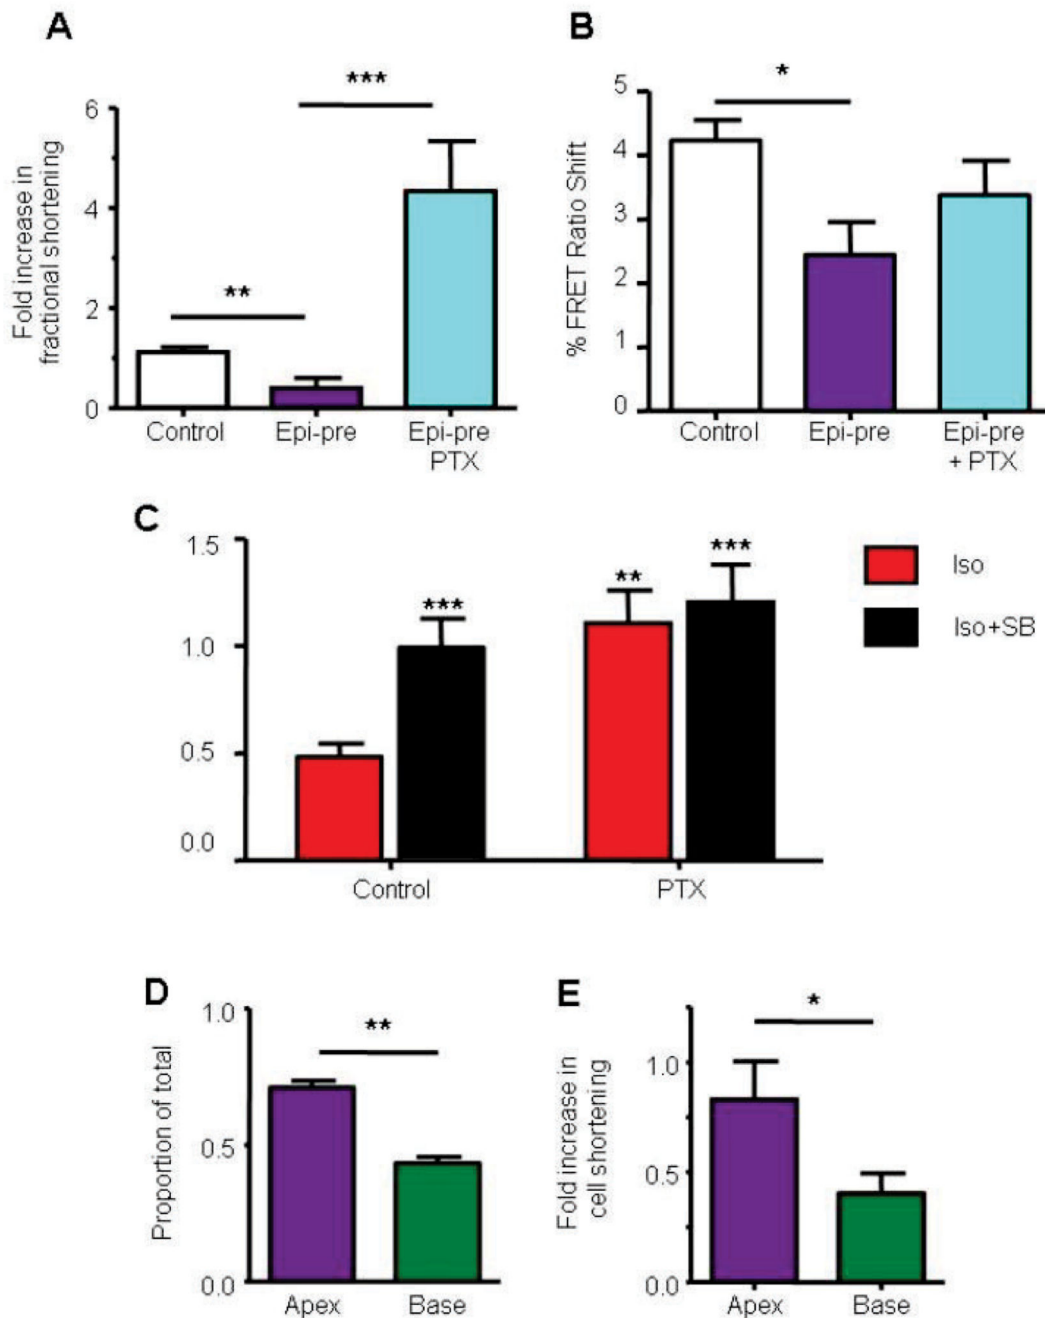 A
Fold increase in
fractional shortening
6
4
2
0
***
**
Control
Epi-pre
Epi-pre
PTX
B
% FRET Ratio Shift
5
4
3
2
1
0
*
Control
Epi-pre
Epi-pre
+ PTX
C
1.5
1.0
0.5
0.0
***
**
***
Control
PTX
Iso
Iso+SB
D
Proportion of total
1.0
0.5
0.0
**
Apex
Base
E
Fold increase in
cell shortening
1.0
0.5
0.0
*
Apex
Base